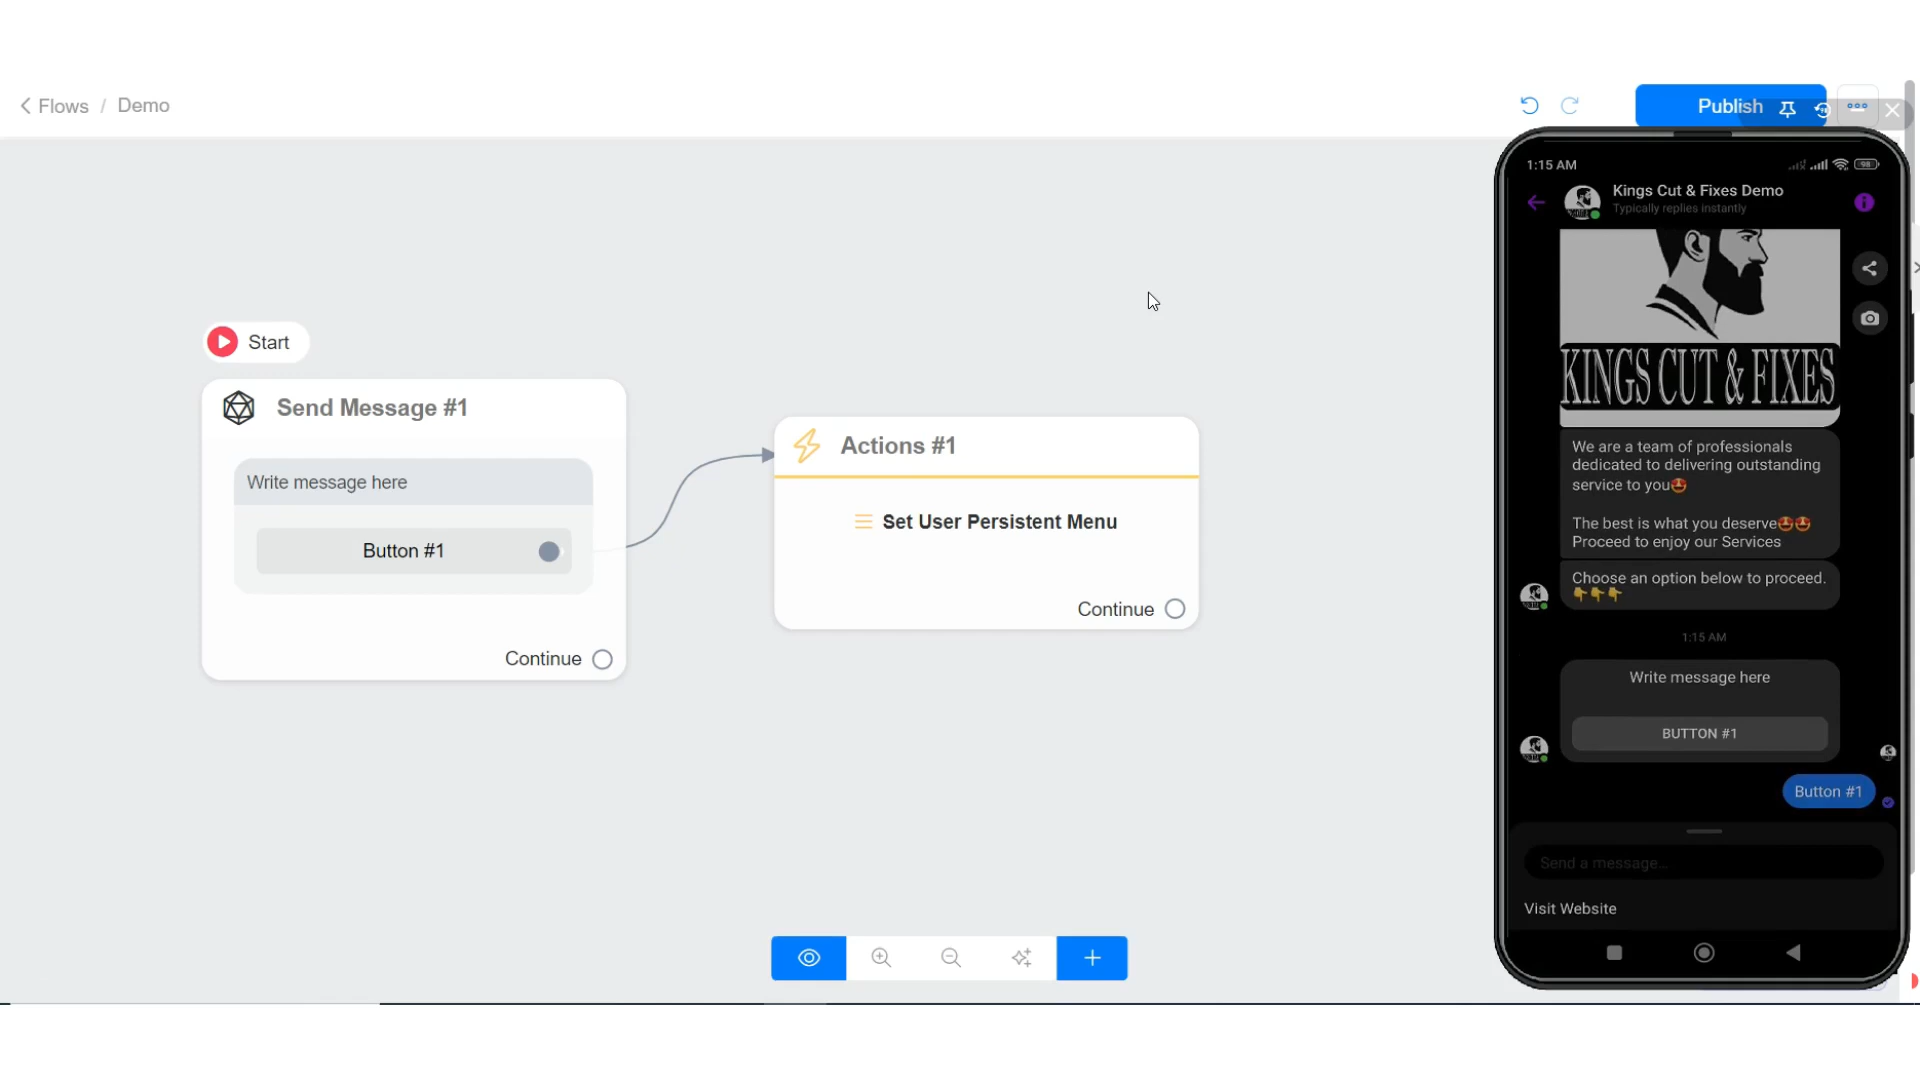 Flows / Demo
Publish
Start
Send Message #1
Write message here
Button #1
Continue
Actions #1
Set User Persistent Menu
Continue
1:15 AM
98
Kings Cut & Fixes Demo
Typically replies instantly
KINGS CUT & FIXES
We are a team of professionals
dedicated to delivering outstanding
service to you🤩
The best is what you deserve🤩🤩
Proceed to enjoy our Services
Choose an option below to proceed.
👇👇👇
1:15 AM
Write message here
BUTTON #1
Button #1
Send a message...
Visit Website